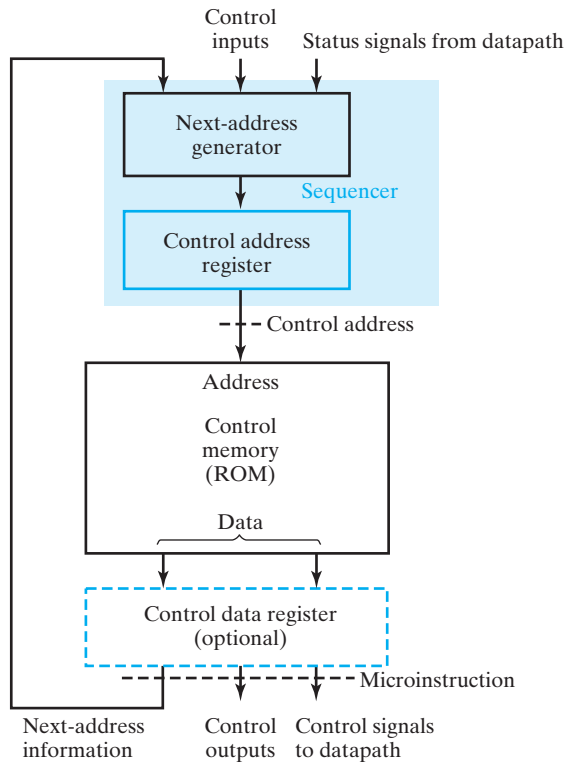 Control
inputs
Status signals from datapath
Next-address
generator
Sequencer
Control address
register
Control address
Address
Control
memory
(ROM)
Data
Control data register
(optional)
Microinstruction
Next-address
information
Control
outputs
Control signals
to datapath